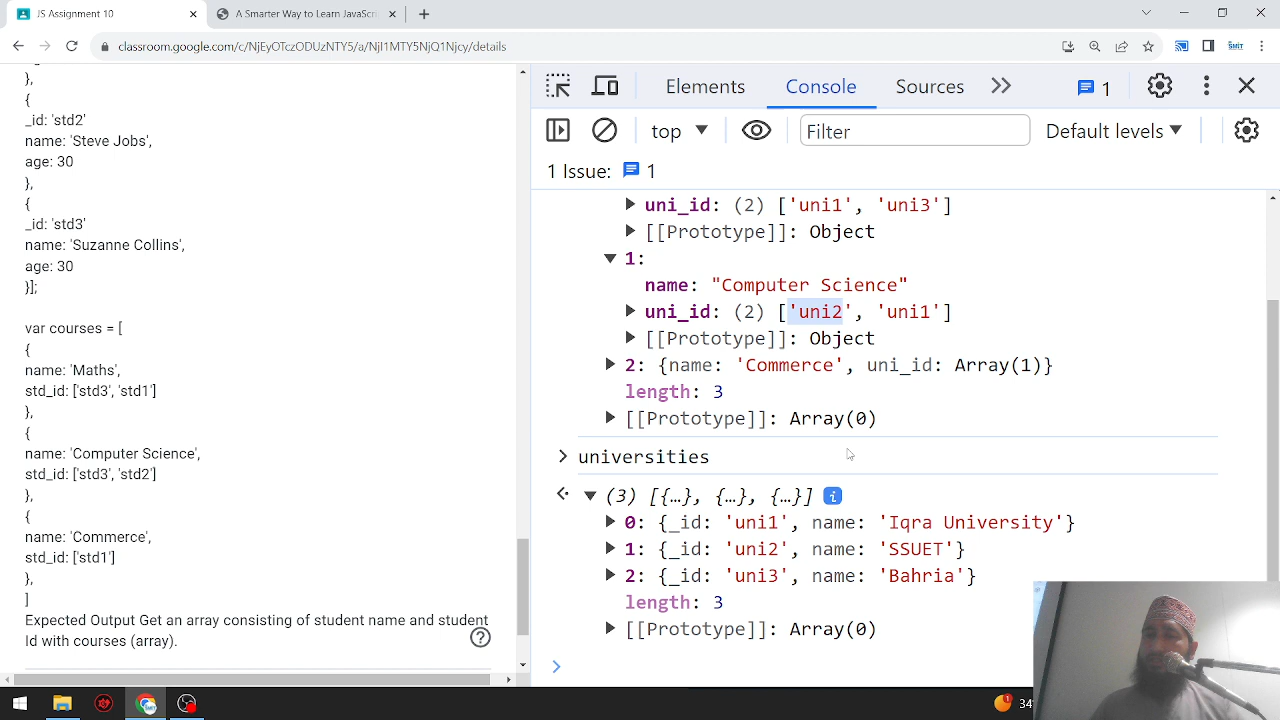 JS Assignment 10
A Smarter Way to Learn JavaScri
classroom.google.com/c/NjEyOTczODUzNTY5/a/NjI1MTY5NjQ1Njcy/details
SMIT
},
{
_id: 'std2'
name: 'Steve Jobs',
age: 30
},
{
_id: 'std3'
name: 'Suzanne Collins',
age: 30
}];
var courses = [
{
name: 'Maths',
std_id: ['std3', 'std1']
},
{
name: 'Computer Science',
std_id: ['std3', 'std2']
},
{
name: 'Commerce',
std_id: ['std1']
},
]
Expected Output Get an array consisting of student name and student
Id with courses (array).
Elements Console Sources 1
top Filter Default levels
1 Issue: 1
uni_id: (2) ['uni1', 'uni3']
[[Prototype]]: Object
1:
name: "Computer Science"
uni_id: (2) ['uni2', 'uni1']
[[Prototype]]: Object
2: {name: 'Commerce', uni_id: Array(1)}
length: 3
[[Prototype]]: Array(0)
universities
(3) [{…}, {…}, {…}] i
0: {_id: 'uni1', name: 'Iqra University'}
1: {_id: 'uni2', name: 'SSUET'}
2: {_id: 'uni3', name: 'Bahria'}
length: 3
[[Prototype]]: Array(0)